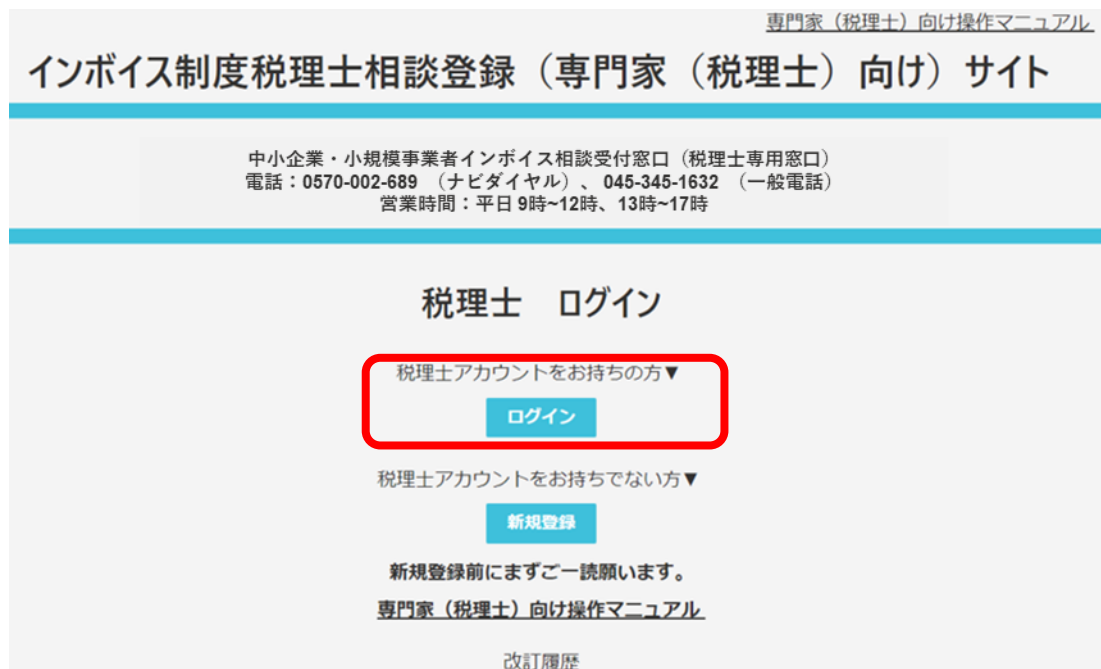 専門家（税理士）向け操作マニュアル
インボイス制度税理士相談登録（専門家（税理士）向け）サイト
中小企業・小規模事業者インボイス相談受付窓口（税理士専用窓口）
電話：0570-002-689 （ナビダイヤル）、045-345-1632 （一般電話）
営業時間：平日 9時~12時、13時~17時
税理士　ログイン
税理士アカウントをお持ちの方▼
ログイン
税理士アカウントをお持ちでない方▼
新規登録
新規登録前にまずご一読願います。
専門家（税理士）向け操作マニュアル
改訂履歴